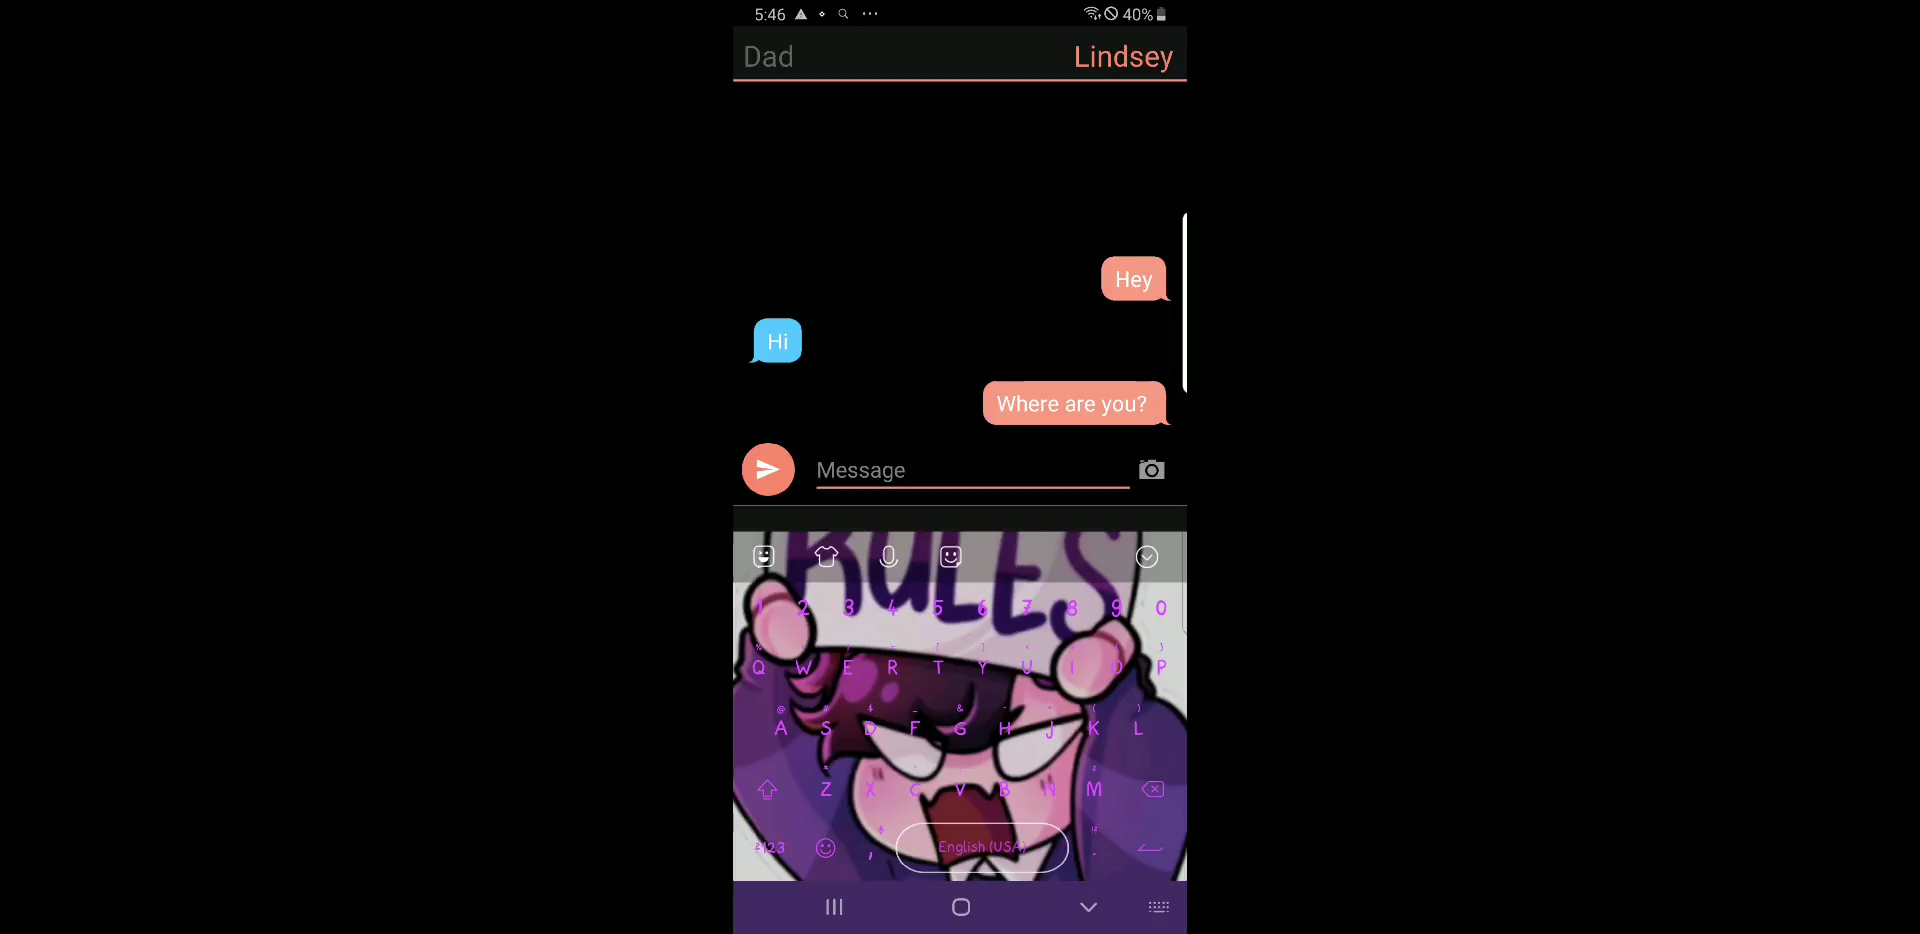 5:46 40%
Dad Lindsey
Hey
Hi
Where are you?
Message
RULES
1 2 3 4 5 6 7 8 9 0
Q W E R T Y U I O P
@ # $ _ & - ( )
A S D F G H J K L
Z X C V B N M
English (USA)